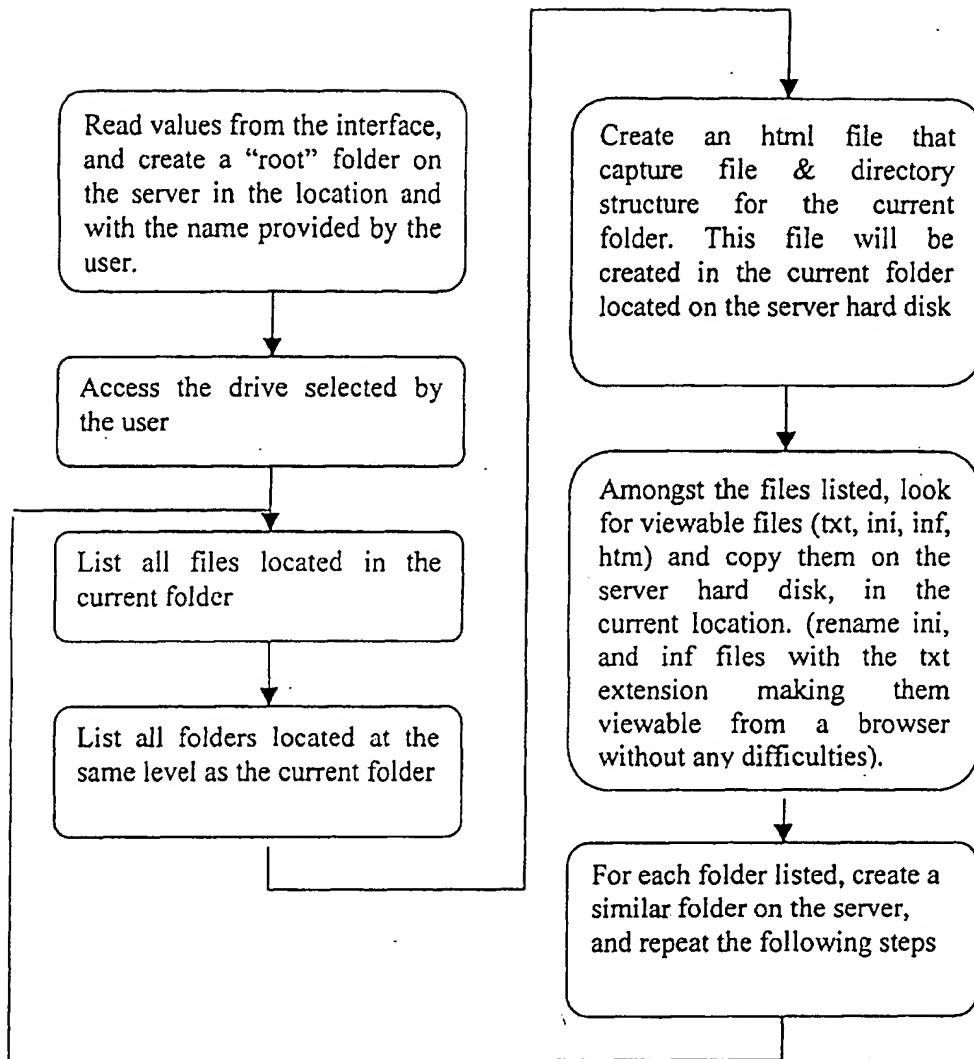 Read values from the interface,
and create a “root” folder on
the server in the location and
with the name provided by the
user.
Access the drive selected by
the user
List all files located in the
current folder
List all folders located at the
same level as the current folder
Create an html file that
capture file & directory
structure for the current
folder. This file will be
created in the current folder
located on the server hard disk
Amongst the files listed, look
for viewable files (txt, ini, inf,
htm) and copy them on the
server hard disk, in the
current location. (rename ini,
and inf files with the txt
extension making them
viewable from a browser
without any difficulties).
For each folder listed, create a
similar folder on the server,
and repeat the following steps